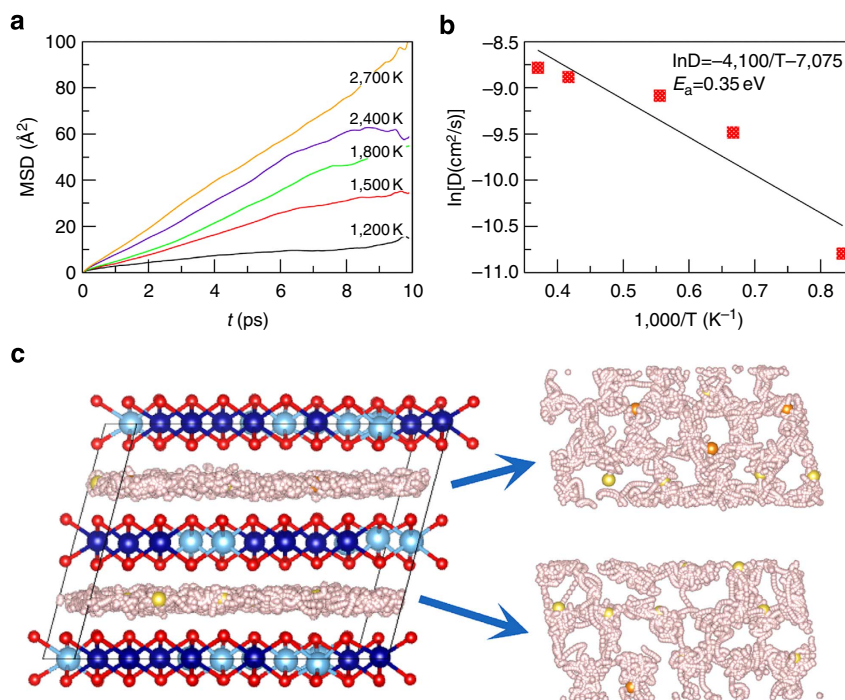 a
100
80
60
40
20
0
MSD (Å²)
2,700 K
2,400 K
1,800 K
1,500 K
1,200 K
0 2 4 6 8 10
t (ps)
b
–8.5
–9.0
–9.5
–10.0
–10.5
–11.0
ln[D(cm²/s)]
lnD=–4,100/T–7,075
Eₐ=0.35 eV
0.4 0.5 0.6 0.7 0.8
1,000/T (K⁻¹)
c